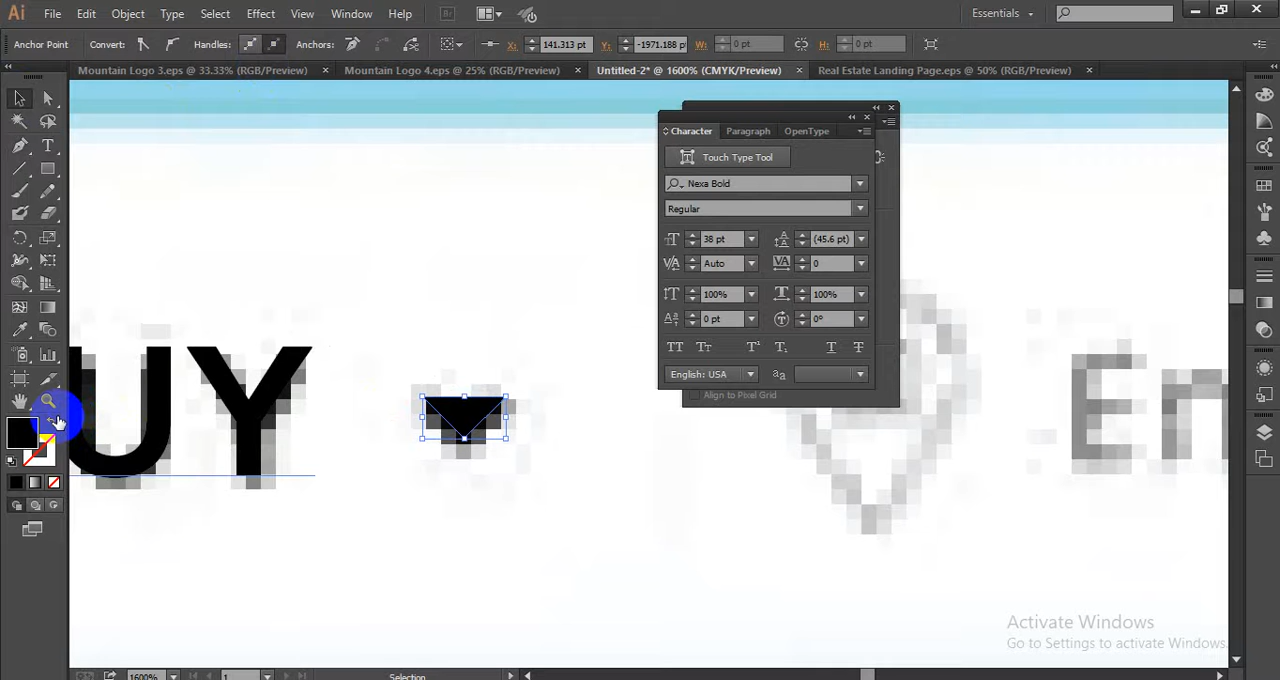 Ai File Edit Object Type Select Effect View Window Help Br Essentials
Anchor Point Convert: Handles: Anchors: X: 141.313 pt Y: -1971.188 pt W: 0 pt H: 0 pt
Mountain Logo 3.eps @ 33.33% (RGB/Preview) × Mountain Logo 4.eps @ 25% (RGB/Preview) × Untitled-2* @ 1600% (CMYK/Preview) × Real Estate Landing Page.eps @ 50% (RGB/Preview) ×
Character Paragraph OpenType
Touch Type Tool
Nexa Bold
Regular
38 pt (45.6 pt)
Auto 0
100% 100%
0 pt 0°
English: USA
Align to Pixel Grid
UY
En
Activate Windows
Go to Settings to activate Windows.
1600% 1 Selection